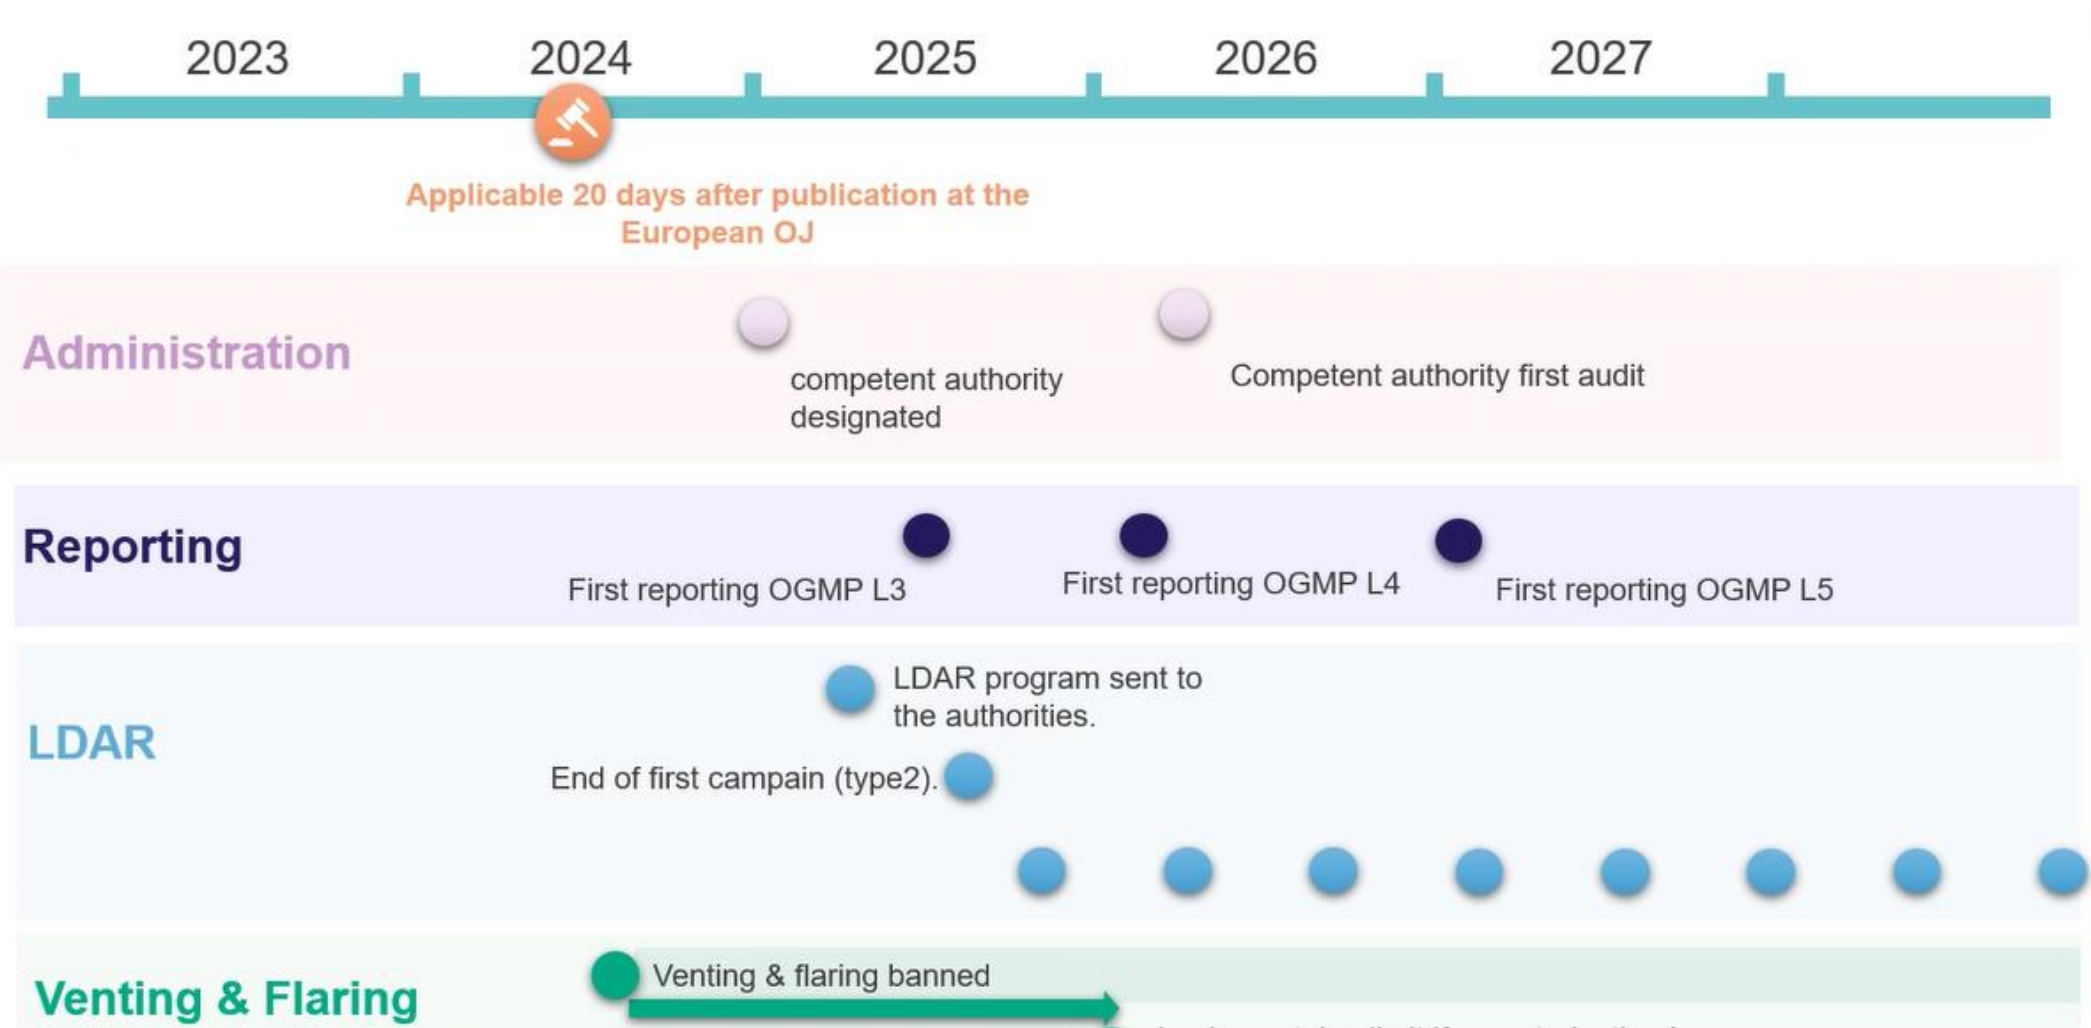 2023 2024 2025 2026 2027
Applicable 20 days after publication at the
European OJ
Administration
competent authority
designated
Competent authority first audit
Reporting
First reporting OGMP L3
First reporting OGMP L4
First reporting OGMP L5
LDAR
LDAR program sent to
the authorities.
End of first campain (type2).
Venting & Flaring
Venting & flaring banned